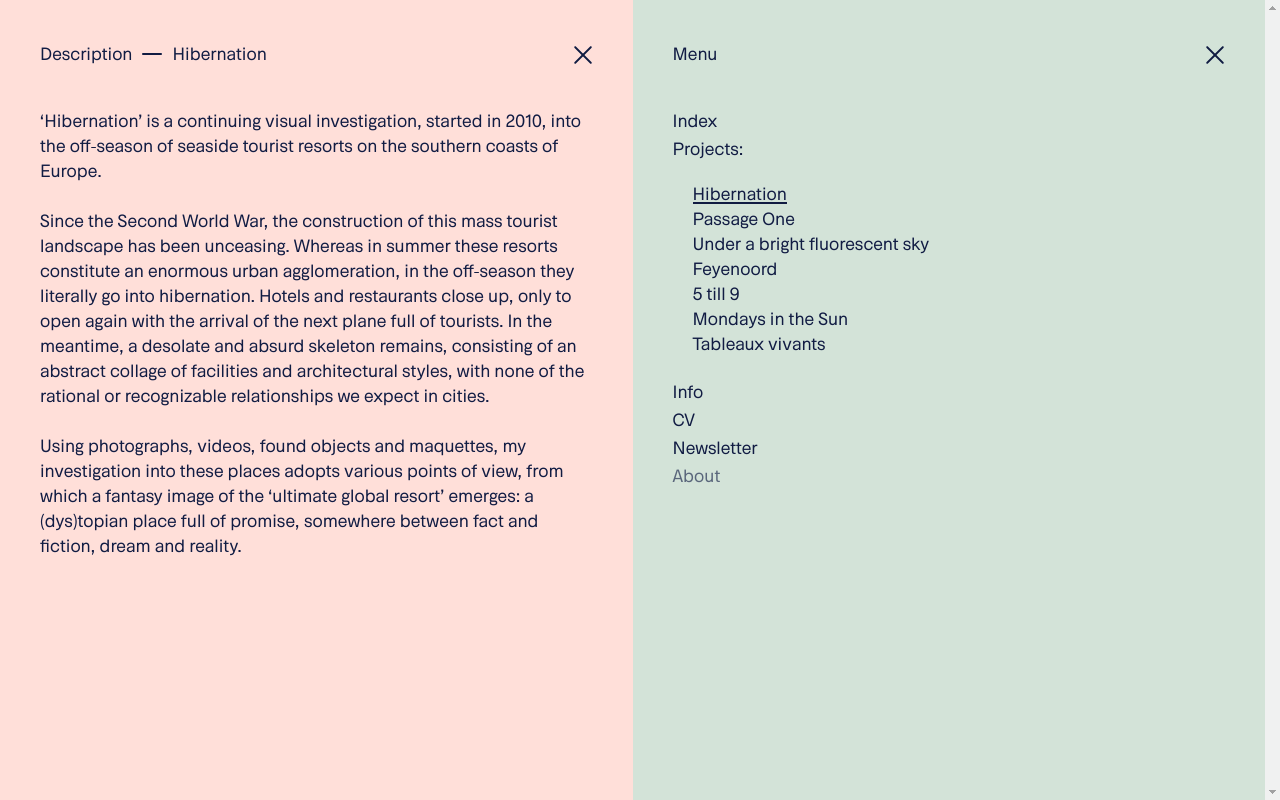 Description — Hibernation
‘Hibernation’ is a continuing visual investigation, started in 2010, into
the off-season of seaside tourist resorts on the southern coasts of
Europe.
Since the Second World War, the construction of this mass tourist
landscape has been unceasing. Whereas in summer these resorts
constitute an enormous urban agglomeration, in the off-season they
literally go into hibernation. Hotels and restaurants close up, only to
open again with the arrival of the next plane full of tourists. In the
meantime, a desolate and absurd skeleton remains, consisting of an
abstract collage of facilities and architectural styles, with none of the
rational or recognizable relationships we expect in cities.
Using photographs, videos, found objects and maquettes, my
investigation into these places adopts various points of view, from
which a fantasy image of the ‘ultimate global resort’ emerges: a
(dys)topian place full of promise, somewhere between fact and
fiction, dream and reality.
Menu
Index
Projects:
Hibernation
Passage One
Under a bright fluorescent sky
Feyenoord
5 till 9
Mondays in the Sun
Tableaux vivants
Info
CV
Newsletter
About